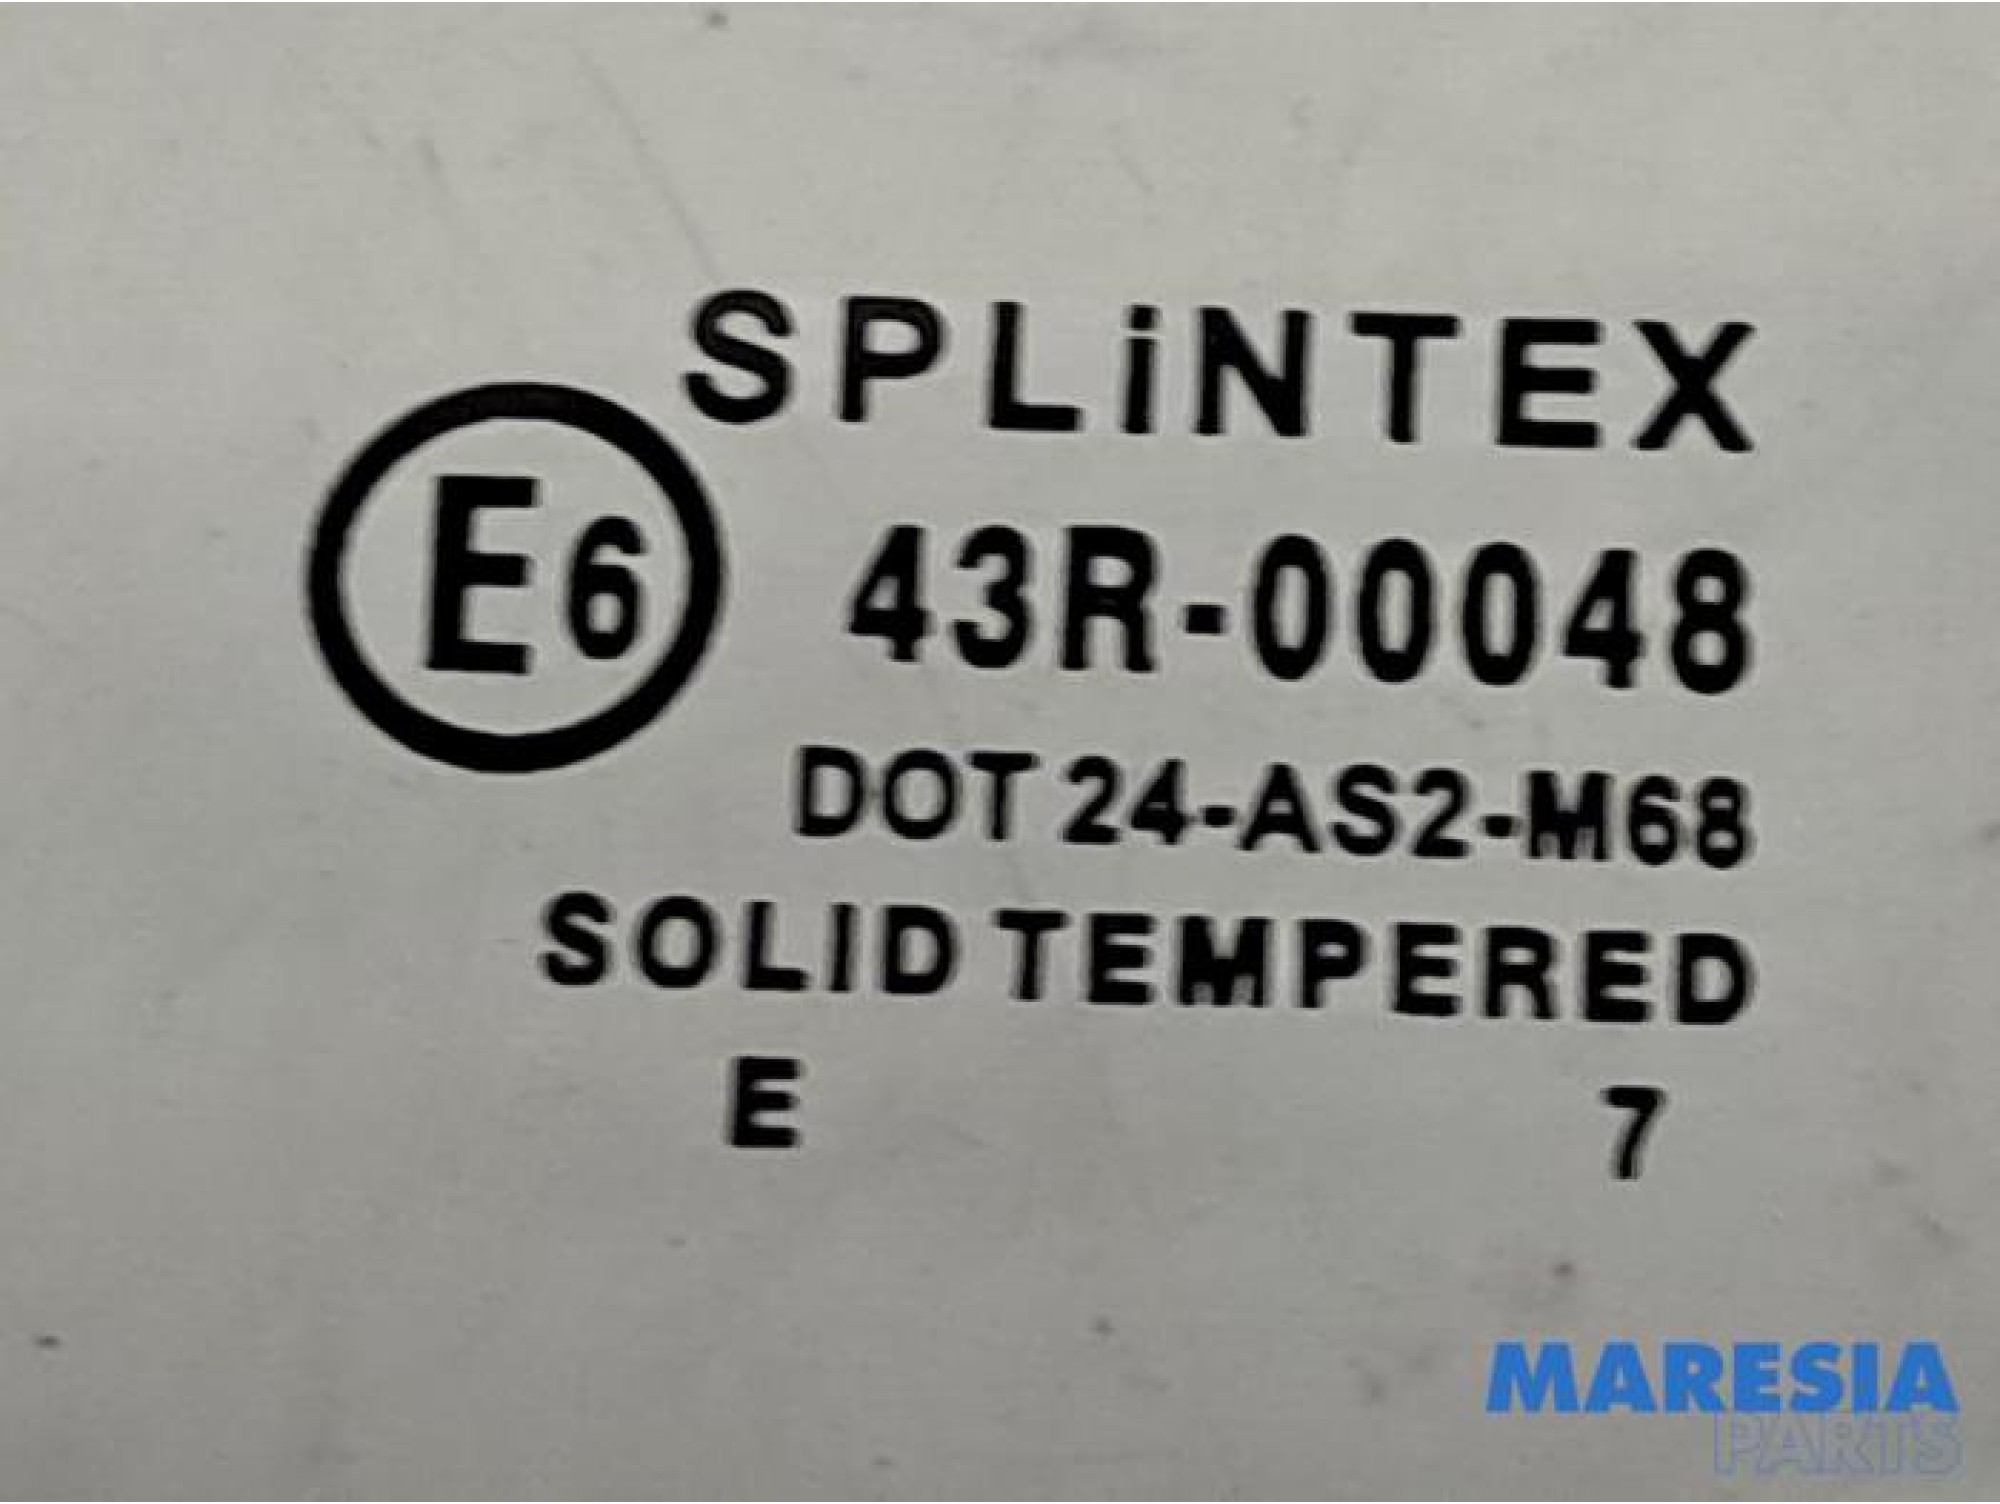 SPLiNTEX
E6 43R-00048
DOT 24-AS2-M68
SOLID TEMPERED
E 7
MARESIA
PARTS